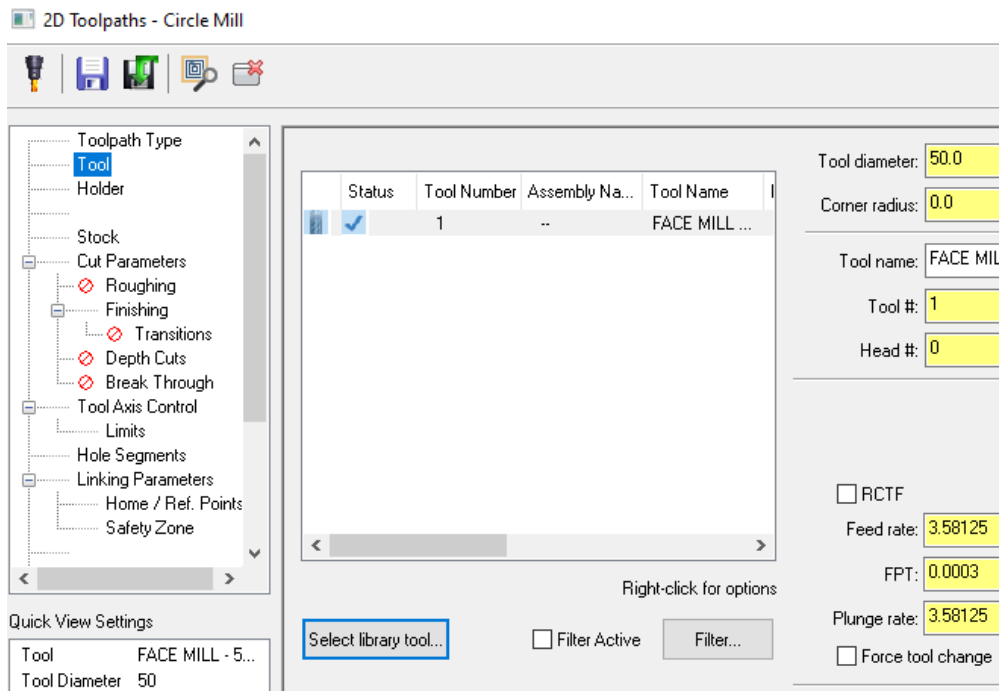 2D Toolpaths - Circle Mill
Toolpath Type
Tool
Holder
Stock
Cut Parameters
Roughing
Finishing
Transitions
Depth Cuts
Break Through
Tool Axis Control
Limits
Hole Segments
Linking Parameters
Home / Ref. Points
Safety Zone
Quick View Settings
Tool FACE MILL - 5...
Tool Diameter 50
Status Tool Number Assembly Na... Tool Name
1 -- FACE MILL ...
Right-click for options
Select library tool... Filter Active Filter...
Tool diameter: 50.0
Corner radius: 0.0
Tool name: FACE MIL
Tool #: 1
Head #: 0
RCTF
Feed rate: 3.58125
FPT: 0.0003
Plunge rate: 3.58125
Force tool change